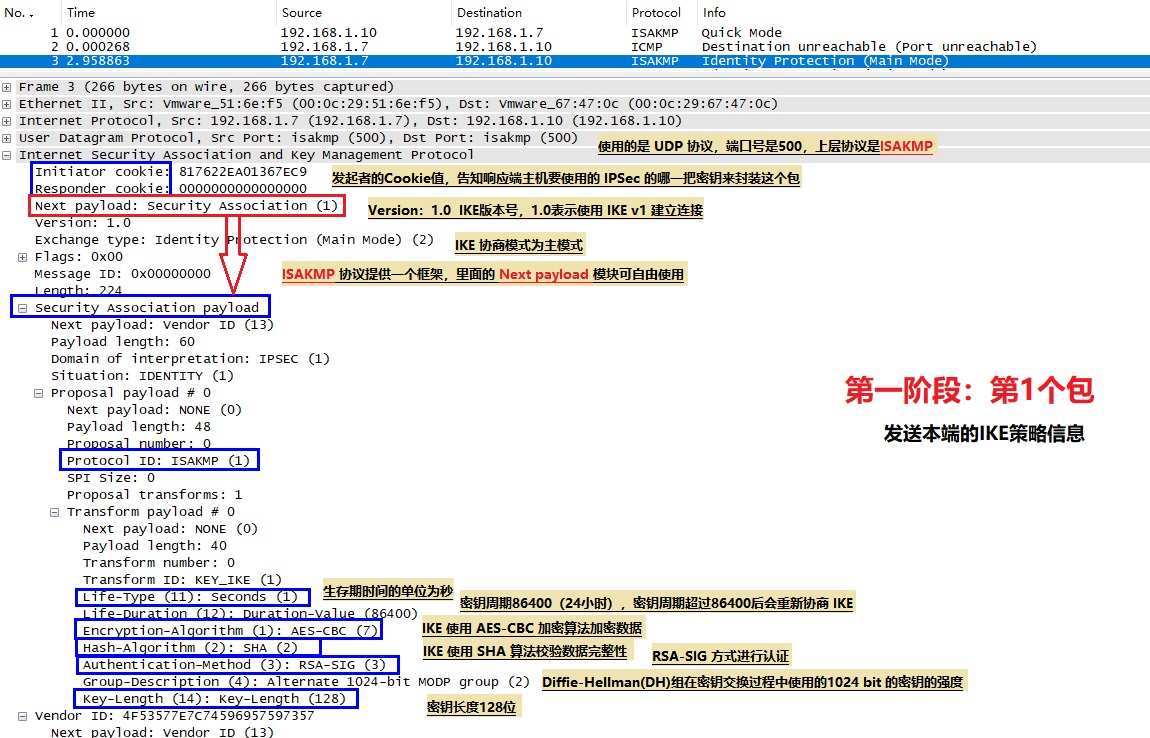 No. Time Source Destination Protocol Info
1 0.000000 192.168.1.10 192.168.1.7 ISAKMP Quick Mode
2 0.000268 192.168.1.7 192.168.1.10 ICMP Destination unreachable (Port unreachable)
3 2.958863 192.168.1.7 192.168.1.10 ISAKMP Identity Protection (Main Mode)
Frame 3 (266 bytes on wire, 266 bytes captured)
Ethernet II, Src: Vmware_51:6e:f5 (00:0c:29:51:6e:f5), Dst: Vmware_67:47:0c (00:0c:29:67:47:0c)
Internet Protocol, Src: 192.168.1.7 (192.168.1.7), Dst: 192.168.1.10 (192.168.1.10)
User Datagram Protocol, Src Port: isakmp (500), Dst Port: isakmp (500)
使用的是 UDP 协议，端口号是500，上层协议是ISAKMP
Internet Security Association and Key Management Protocol
Initiator cookie: 817622EA01367EC9
发起者的Cookie值，告知响应端主机要使用的 IPSec 的哪一把密钥来封装这个包
Responder cookie: 0000000000000000
Next payload: Security Association (1)
Version：1.0 IKE版本号，1.0表示使用 IKE v1 建立连接
Version: 1.0
Exchange type: Identity Protection (Main Mode) (2)
IKE 协商模式为主模式
Flags: 0x00
Message ID: 0x00000000
ISAKMP 协议提供一个框架，里面的 Next payload 模块可自由使用
Length: 224
Security Association payload
Next payload: Vendor ID (13)
Payload length: 60
Domain of interpretation: IPSEC (1)
Situation: IDENTITY (1)
Proposal payload # 0
第一阶段：第1个包
Next payload: NONE (0)
Payload length: 48
发送本端的IKE策略信息
Proposal number: 0
Protocol ID: ISAKMP (1)
SPI Size: 0
Proposal transforms: 1
Transform payload # 0
Next payload: NONE (0)
Payload length: 40
Transform number: 0
Transform ID: KEY_IKE (1)
Life-Type (11): Seconds (1)
生存期时间的单位为秒
密钥周期86400（24小时），密钥周期超过86400后会重新协商 IKE
Life-Duration (12): Duration-Value (86400)
Encryption-Algorithm (1): AES-CBC (7)
IKE 使用 AES-CBC 加密算法加密数据
Hash-Algorithm (2): SHA (2)
IKE 使用 SHA 算法校验数据完整性
RSA-SIG 方式进行认证
Authentication-Method (3): RSA-SIG (3)
Group-Description (4): Alternate 1024-bit MODP group (2)
Diffie-Hellman(DH)组在密钥交换过程中使用的1024 bit 的密钥的强度
Key-Length (14): Key-Length (128)
密钥长度128位
Vendor ID: 4F53577E7C74596957597357
Next payload: Vendor ID (13)